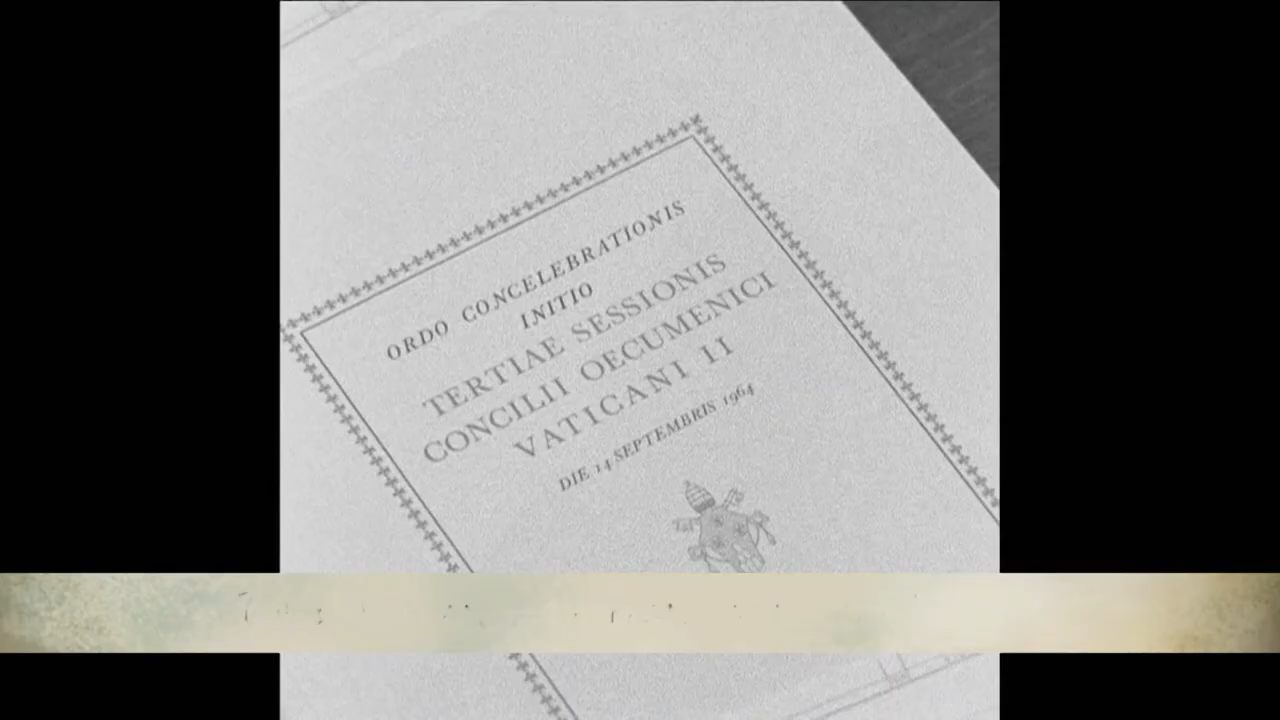 ORDO CONCELEBRATIONIS
INITIO
TERTIAE SESSIONIS
CONCILII OECUMENICI
VATICANI II
DIE 14 SEPTEMBRIS 1964